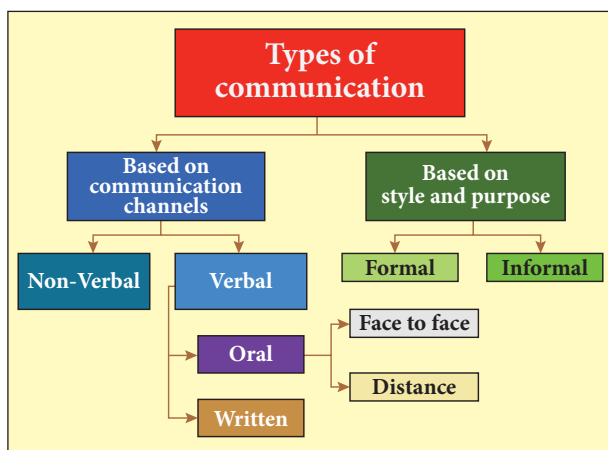 Types of
communication
Based on
communication
channels
Based on
style and purpose
Non-Verbal
Verbal
Formal
Informal
Oral
Face to face
Distance
Written